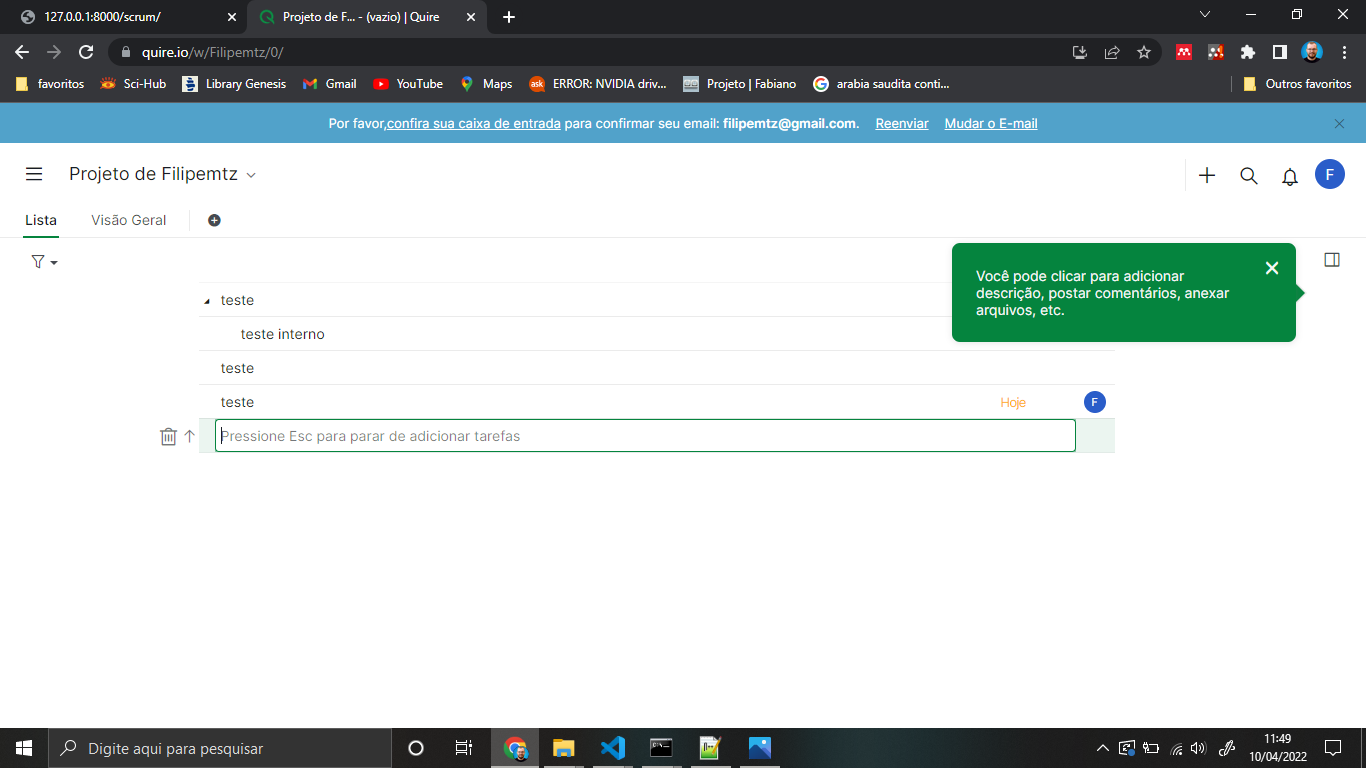 127.0.0.1:8000/scrum/
Projeto de F... - (vazio) | Quire
quire.io/w/Filipemtz/0/
favoritos
Sci-Hub
Library Genesis
Gmail
YouTube
Maps
ask
ERROR: NVIDIA driv...
Projeto | Fabiano
arabia saudita conti...
Outros favoritos
Por favor,confira sua caixa de entrada para confirmar seu email: filipemtz@gmail.com. Reenviar Mudar o E-mail
Projeto de Filipemtz
F
Lista
Visão Geral
Você pode clicar para adicionar
descrição, postar comentários, anexar
arquivos, etc.
teste
teste interno
teste
teste
Hoje
F
Pressione Esc para parar de adicionar tarefas
Digite aqui para pesquisar
11:49
10/04/2022